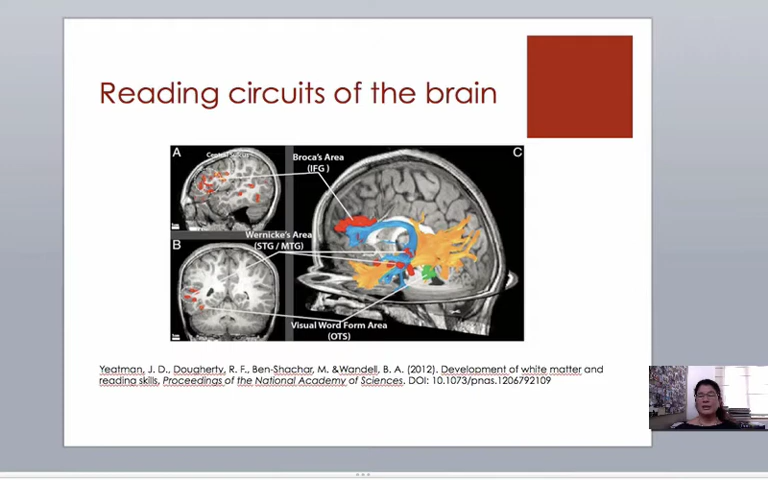 Reading circuits of the brain
A
C
Central Sulcus
Broca's Area
(IFG )
Wernicke's Area
(STG / MTG)
B
Visual Word Form Area
(OTS)
Yeatman, J. D., Dougherty, R. F., Ben-Shachar, M. &Wandell, B. A. (2012). Development of white matter and
reading skills, Proceedings of the National Academy of Sciences. DOI: 10.1073/pnas.1206792109